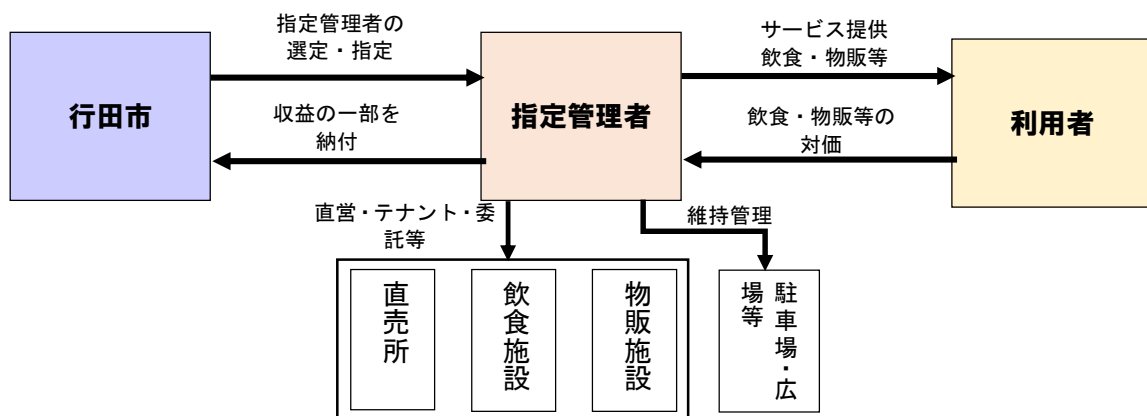 指定管理者の
選定・指定
サービス提供
飲食・物販等
行田市
指定管理者
利用者
収益の一部を
納付
飲食・物販等の
対価
直営・テナント・委
託等
維持管理
直売所
飲食施設
物販施設
駐車場・広
場等